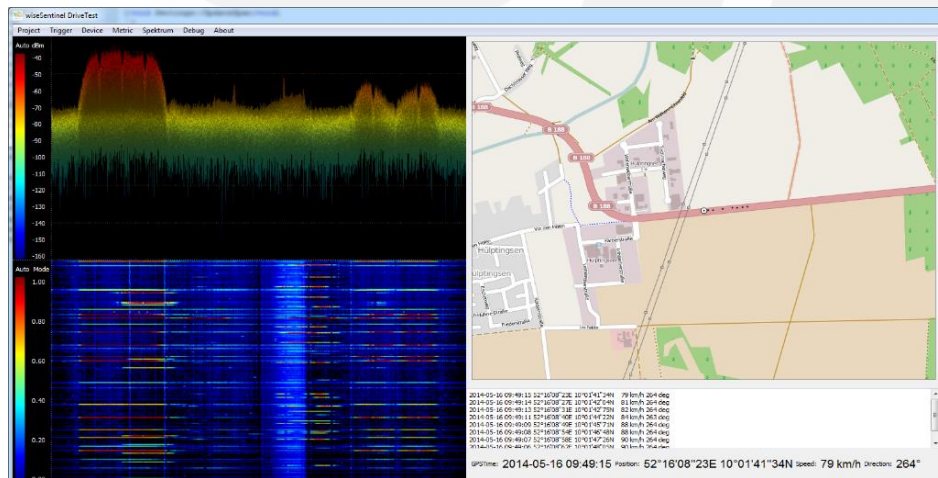 wiseSentinel DriveTest
Project Trigger Device Metric Spektrum Debug About
Auto dBm
-40
-50
-60
-70
-80
-90
-100
-110
-120
-130
-140
-150
-160
Auto Mode
1.00
0.80
0.60
0.40
0.20
B 188
B 188
B 188
Hülptingsen
Vor den Höfen
Hülptingsen
2014-05-16 09:49:15 52°16'08"23E 10°01'41"34N 79 km/h 264 deg
2014-05-16 09:49:14 52°16'08"27E 10°01'42"04N 81 km/h 264 deg
2014-05-16 09:49:13 52°16'08"31E 10°01'42"75N 82 km/h 264 deg
2014-05-16 09:49:11 52°16'08"40E 10°01'44"22N 84 km/h 263 deg
2014-05-16 09:49:09 52°16'08"49E 10°01'45"71N 88 km/h 264 deg
2014-05-16 09:49:08 52°16'08"54E 10°01'46"48N 88 km/h 264 deg
2014-05-16 09:49:07 52°16'08"58E 10°01'47"26N 90 km/h 264 deg
GPSTime: 2014-05-16 09:49:15 Position: 52°16'08"23E 10°01'41"34N Speed: 79 km/h Direction: 264°